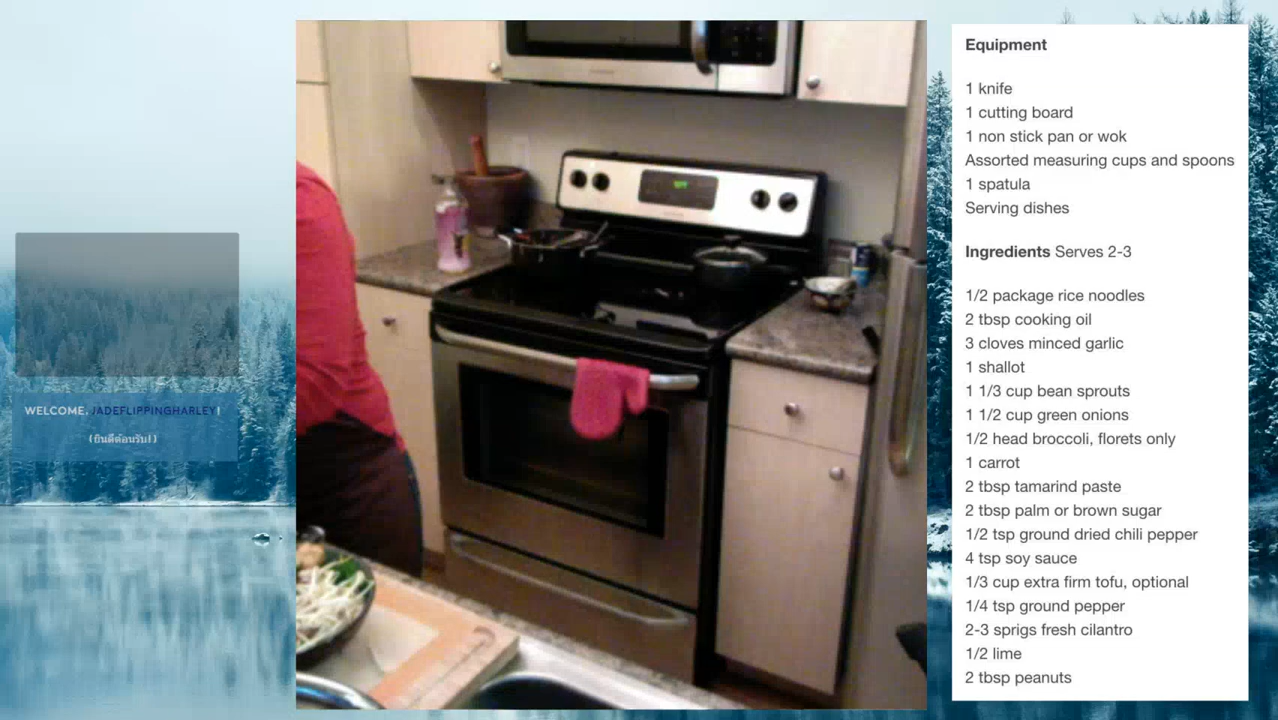 WELCOME, JADEFLIPPINGHARLEY!
(ยินดีต้อนรับ!)
Equipment
1 knife
1 cutting board
1 non stick pan or wok
Assorted measuring cups and spoons
1 spatula
Serving dishes
Ingredients Serves 2-3
1/2 package rice noodles
2 tbsp cooking oil
3 cloves minced garlic
1 shallot
1 1/3 cup bean sprouts
1 1/2 cup green onions
1/2 head broccoli, florets only
1 carrot
2 tbsp tamarind paste
2 tbsp palm or brown sugar
1/2 tsp ground dried chili pepper
4 tsp soy sauce
1/3 cup extra firm tofu, optional
1/4 tsp ground pepper
2-3 sprigs fresh cilantro
1/2 lime
2 tbsp peanuts